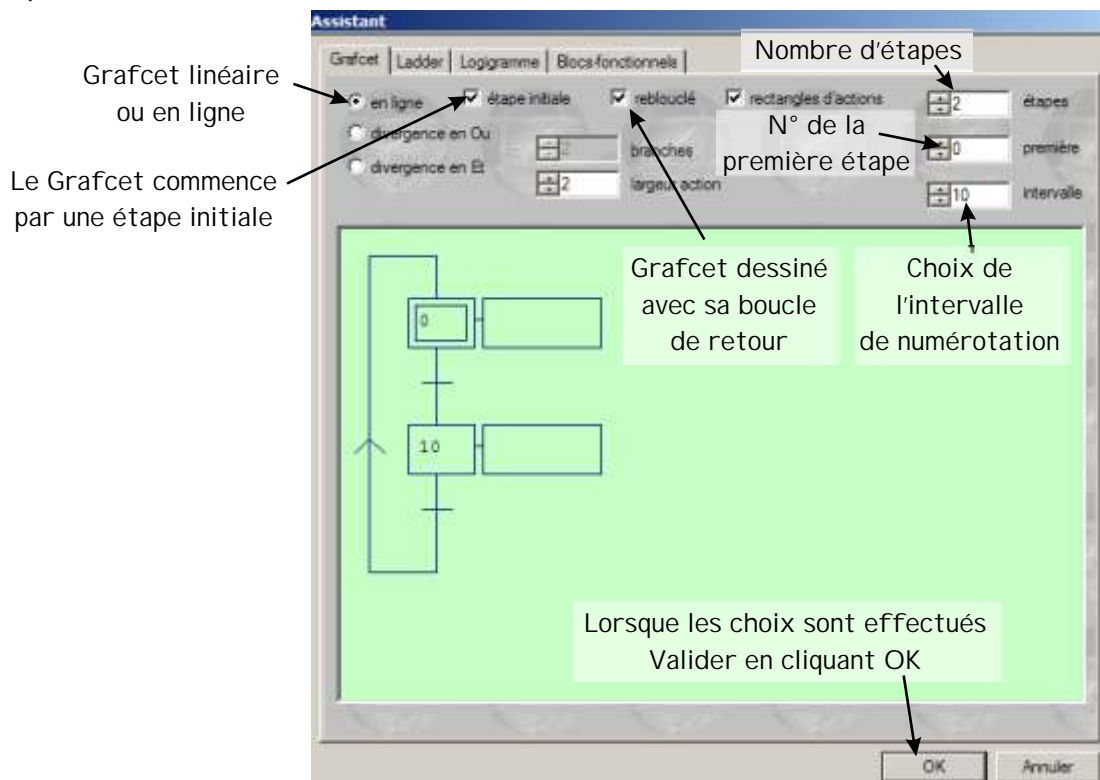 Assistant
Grafcet Ladder Logigramme Blocs-fonctionnels
Nombre d'étapes
Grafcet linéaire
ou en ligne
en ligne étape initiale rebouclé rectangles d'actions 2 étapes
divergence en Ou 2 branches
N° de la
première étape
0 première
divergence en Et 2 largeur action
10 intervalle
Le Grafcet commence
par une étape initiale
Grafcet dessiné
avec sa boucle
de retour
Choix de
l'intervalle
de numérotation
0
10
Lorsque les choix sont effectués
Valider en cliquant OK
OK Annuler